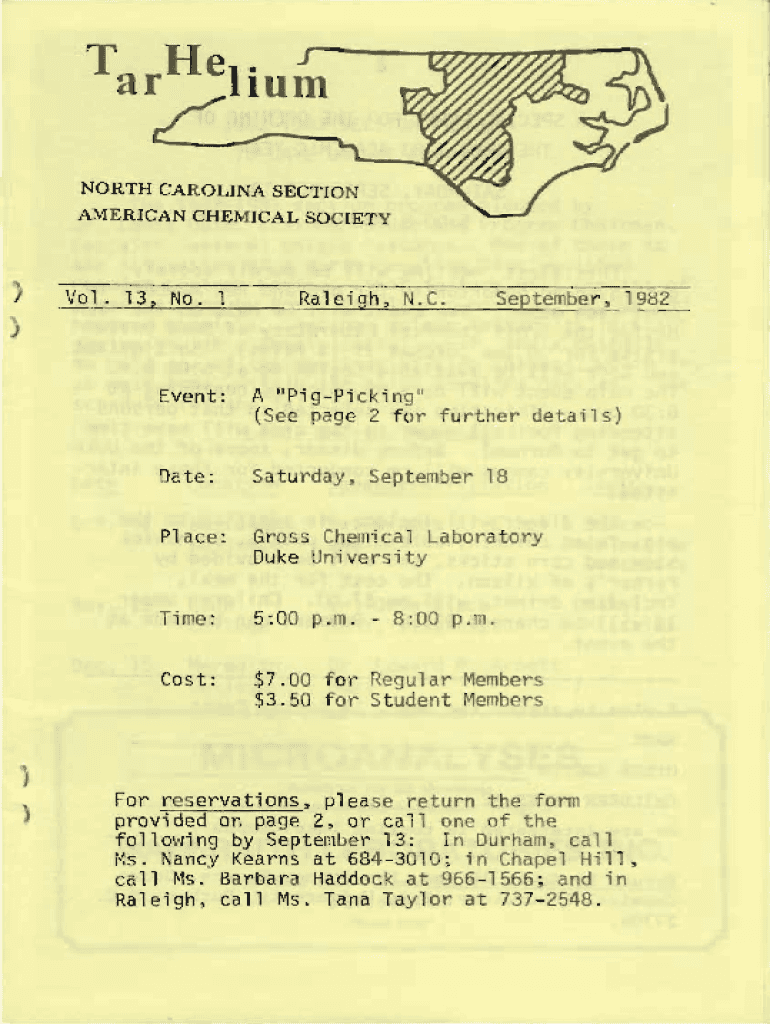 TarHelium
NORTH CAROLINA SECTION
AMERICAN CHEMICAL SOCIETY
Vol. 13, No. 1 Raleigh, N.C. September, 1982
Event: A "Pig-Picking"
(See page 2 for further details)
Date: Saturday, September 18
Place: Gross Chemical Laboratory
Duke University
Time: 5:00 p.m. - 8:00 p.m.
Cost: $7.00 for Regular Members
$3.50 for Student Members
MICROANALYSES
For reservations, please return the form
provided on page 2, or call one of the
following by September 13: In Durham, call
Ms. Nancy Kearns at 684-3010; in Chapel Hill,
call Ms. Barbara Haddock at 966-1566; and in
Raleigh, call Ms. Tana Taylor at 737-2548.